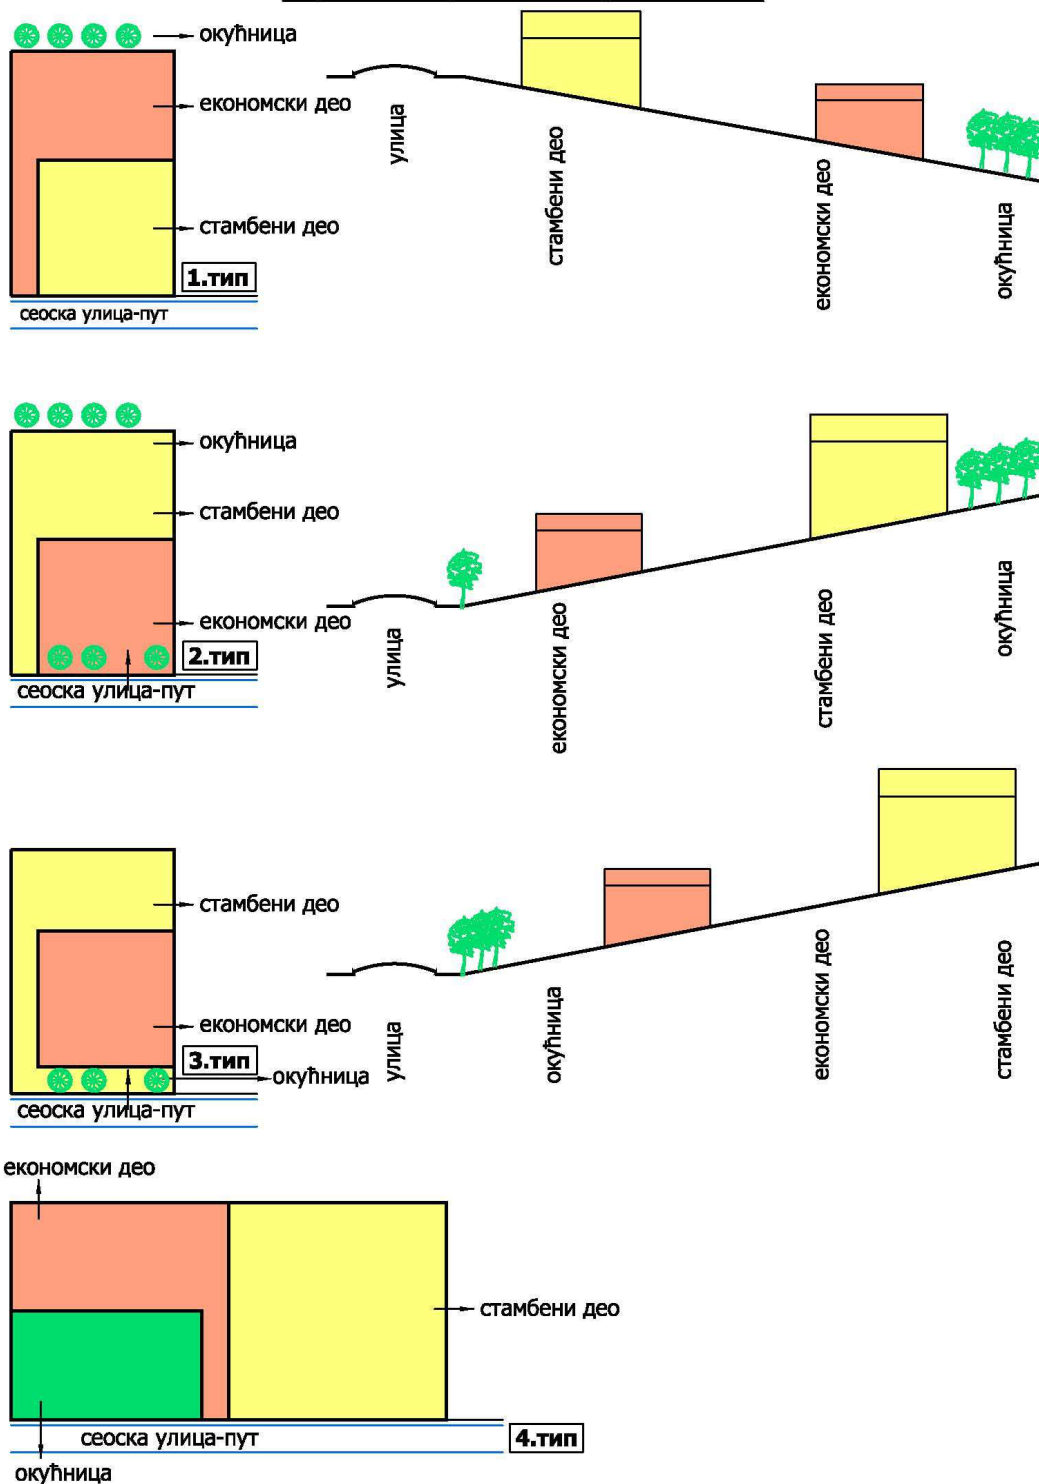 окућница
економски део
стамбени део
1.тип
сеоска улица-пут
улица
стамбени део
економски део
окућница
окућница
стамбени део
економски део
2.тип
сеоска улица-пут
улица
економски део
стамбени део
окућница
стамбени део
економски део
3.тип
окућница
сеоска улица-пут
улица
окућница
економски део
стамбени део
економски део
стамбени део
сеоска улица-пут
4.тип
окућница